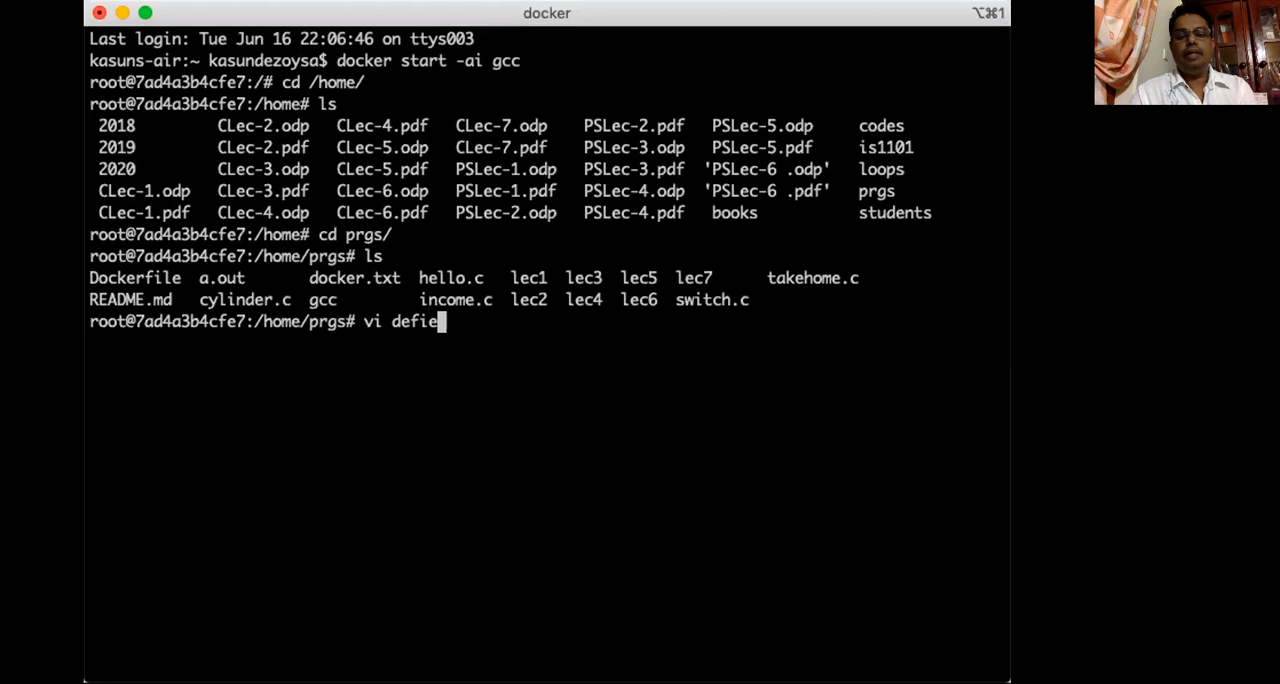 docker
⌥⌘1
Last login: Tue Jun 16 22:06:46 on ttys003
kasuns-air:~ kasundezoysa$ docker start -ai gcc
root@7ad4a3b4cfe7:/# cd /home/
root@7ad4a3b4cfe7:/home# ls
2018 CLec-2.odp CLec-4.pdf CLec-7.odp PSLec-2.pdf PSLec-5.odp codes
2019 CLec-2.pdf CLec-5.odp CLec-7.pdf PSLec-3.odp PSLec-5.pdf is1101
2020 CLec-3.odp CLec-5.pdf PSLec-1.odp PSLec-3.pdf 'PSLec-6 .odp' loops
CLec-1.odp CLec-3.pdf CLec-6.odp PSLec-1.pdf PSLec-4.odp 'PSLec-6 .pdf' prgs
CLec-1.pdf CLec-4.odp CLec-6.pdf PSLec-2.odp PSLec-4.pdf books students
root@7ad4a3b4cfe7:/home# cd prgs/
root@7ad4a3b4cfe7:/home/prgs# ls
Dockerfile a.out docker.txt hello.c lec1 lec3 lec5 lec7 takehome.c
README.md cylinder.c gcc income.c lec2 lec4 lec6 switch.c
root@7ad4a3b4cfe7:/home/prgs# vi defie